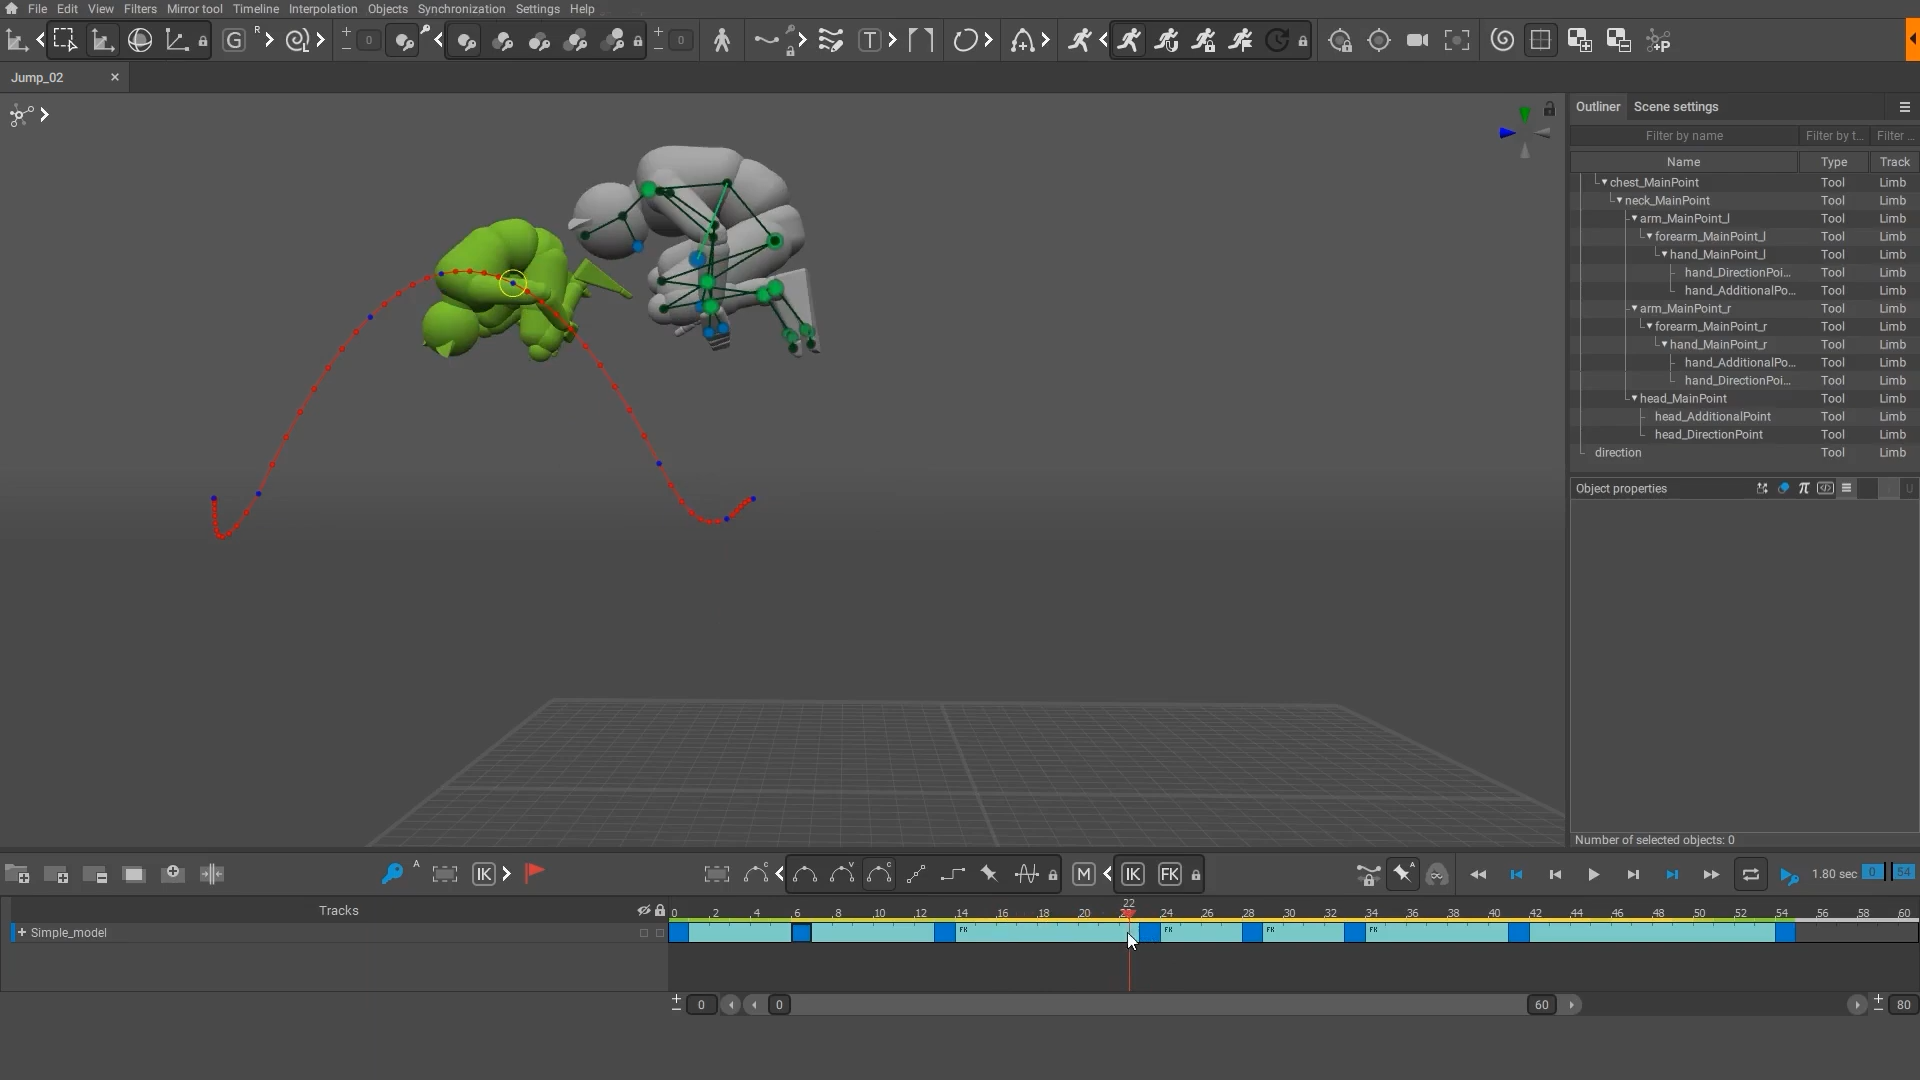 File Edit View Filters Mirror tool Timeline Interpolation Objects Synchronization Settings Help
G R 0 0 T P
Jump_02
Outliner Scene settings
Filter by name Filter by t... Filter ...
Name Type Track
chest_MainPoint Tool Limb
neck_MainPoint Tool Limb
arm_MainPoint_l Tool Limb
forearm_MainPoint_l Tool Limb
hand_MainPoint_l Tool Limb
hand_DirectionPoi... Tool Limb
hand_AdditionalPo... Tool Limb
arm_MainPoint_r Tool Limb
forearm_MainPoint_r Tool Limb
hand_MainPoint_r Tool Limb
hand_AdditionalPo... Tool Limb
hand_DirectionPoi... Tool Limb
head_MainPoint Tool Limb
head_AdditionalPoint Tool Limb
head_DirectionPoint Tool Limb
direction Tool Limb
Object properties
Number of selected objects: 0
A IK C V C M IK FK A 1.80 sec 0 54
Tracks
22
0 2 4 6 8 10 12 14 16 18 20 24 26 28 30 32 34 36 38 40 42 44 46 48 50 52 54 56 58 60
Simple_model
FK FK FK FK
0 0 60 80